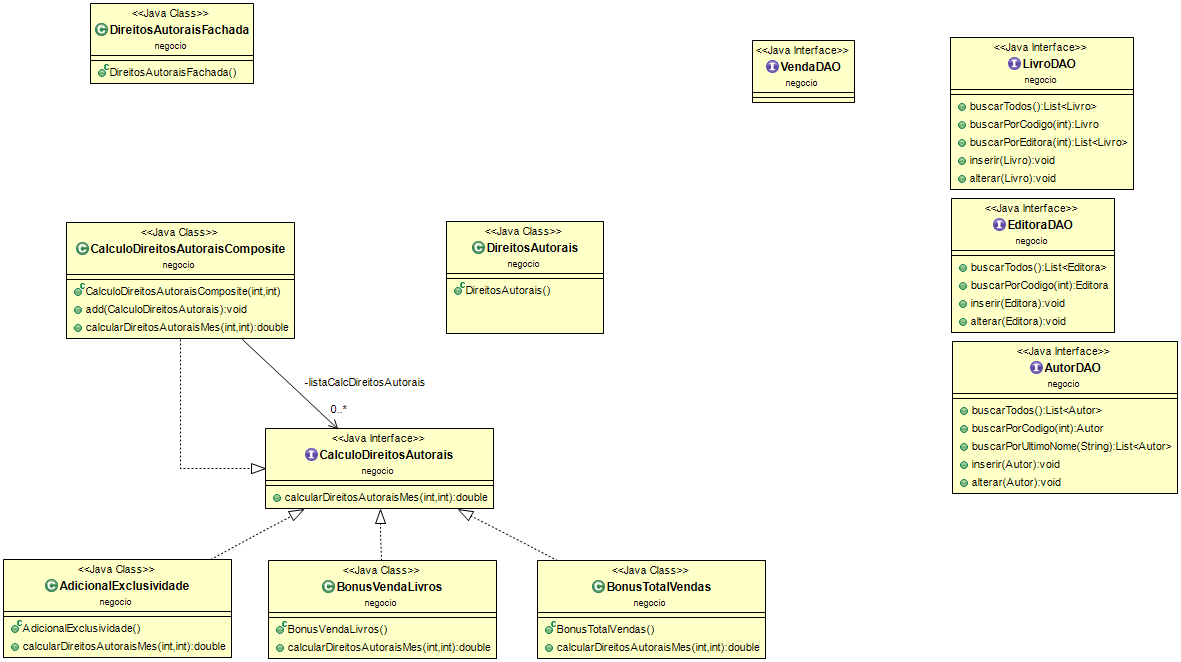 <<Java Class>>
DireitosAutoraisFachada
negocio
DireitosAutoraisFachada()
<<Java Interface>>
VendaDAO
negocio
<<Java Interface>>
LivroDAO
negocio
buscarTodos():List<Livro>
buscarPorCodigo(int):Livro
buscarPorEditora(int):List<Livro>
inserir(Livro):void
alterar(Livro):void
<<Java Class>>
CalculoDireitosAutoraisComposite
negocio
CalculoDireitosAutoraisComposite(int,int)
add(CalculoDireitosAutorais):void
calcularDireitosAutoraisMes(int,int):double
<<Java Class>>
DireitosAutorais
negocio
DireitosAutorais()
<<Java Interface>>
EditoraDAO
negocio
buscarTodos():List<Editora>
buscarPorCodigo(int):Editora
inserir(Editora):void
alterar(Editora):void
-listaCalcDireitosAutorais
0..*
<<Java Interface>>
AutorDAO
negocio
buscarTodos():List<Autor>
buscarPorCodigo(int):Autor
buscarPorUltimoNome(String):List<Autor>
inserir(Autor):void
alterar(Autor):void
<<Java Interface>>
CalculoDireitosAutorais
negocio
calcularDireitosAutoraisMes(int,int):double
<<Java Class>>
AdicionalExclusividade
negocio
AdicionalExclusividade()
calcularDireitosAutoraisMes(int,int):double
<<Java Class>>
BonusVendaLivros
negocio
BonusVendaLivros()
calcularDireitosAutoraisMes(int,int):double
<<Java Class>>
BonusTotalVendas
negocio
BonusTotalVendas()
calcularDireitosAutoraisMes(int,int):double